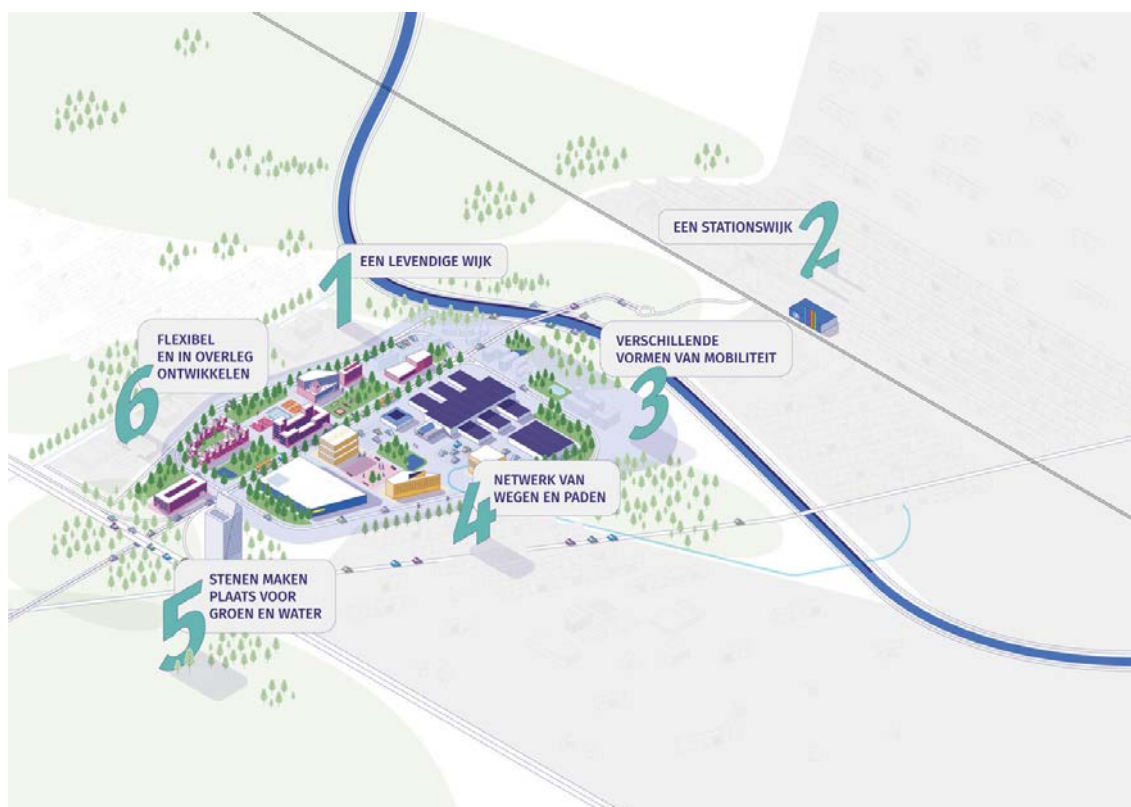 1
EEN LEVENDIGE WIJK
2
EEN STATIONSWIJK
3
VERSCHILLENDE
VORMEN VAN MOBILITEIT
4
NETWERK VAN
WEGEN EN PADEN
5
STENEN MAKEN
PLAATS VOOR
GROEN EN WATER
6
FLEXIBEL
EN IN OVERLEG
ONTWIKKELEN